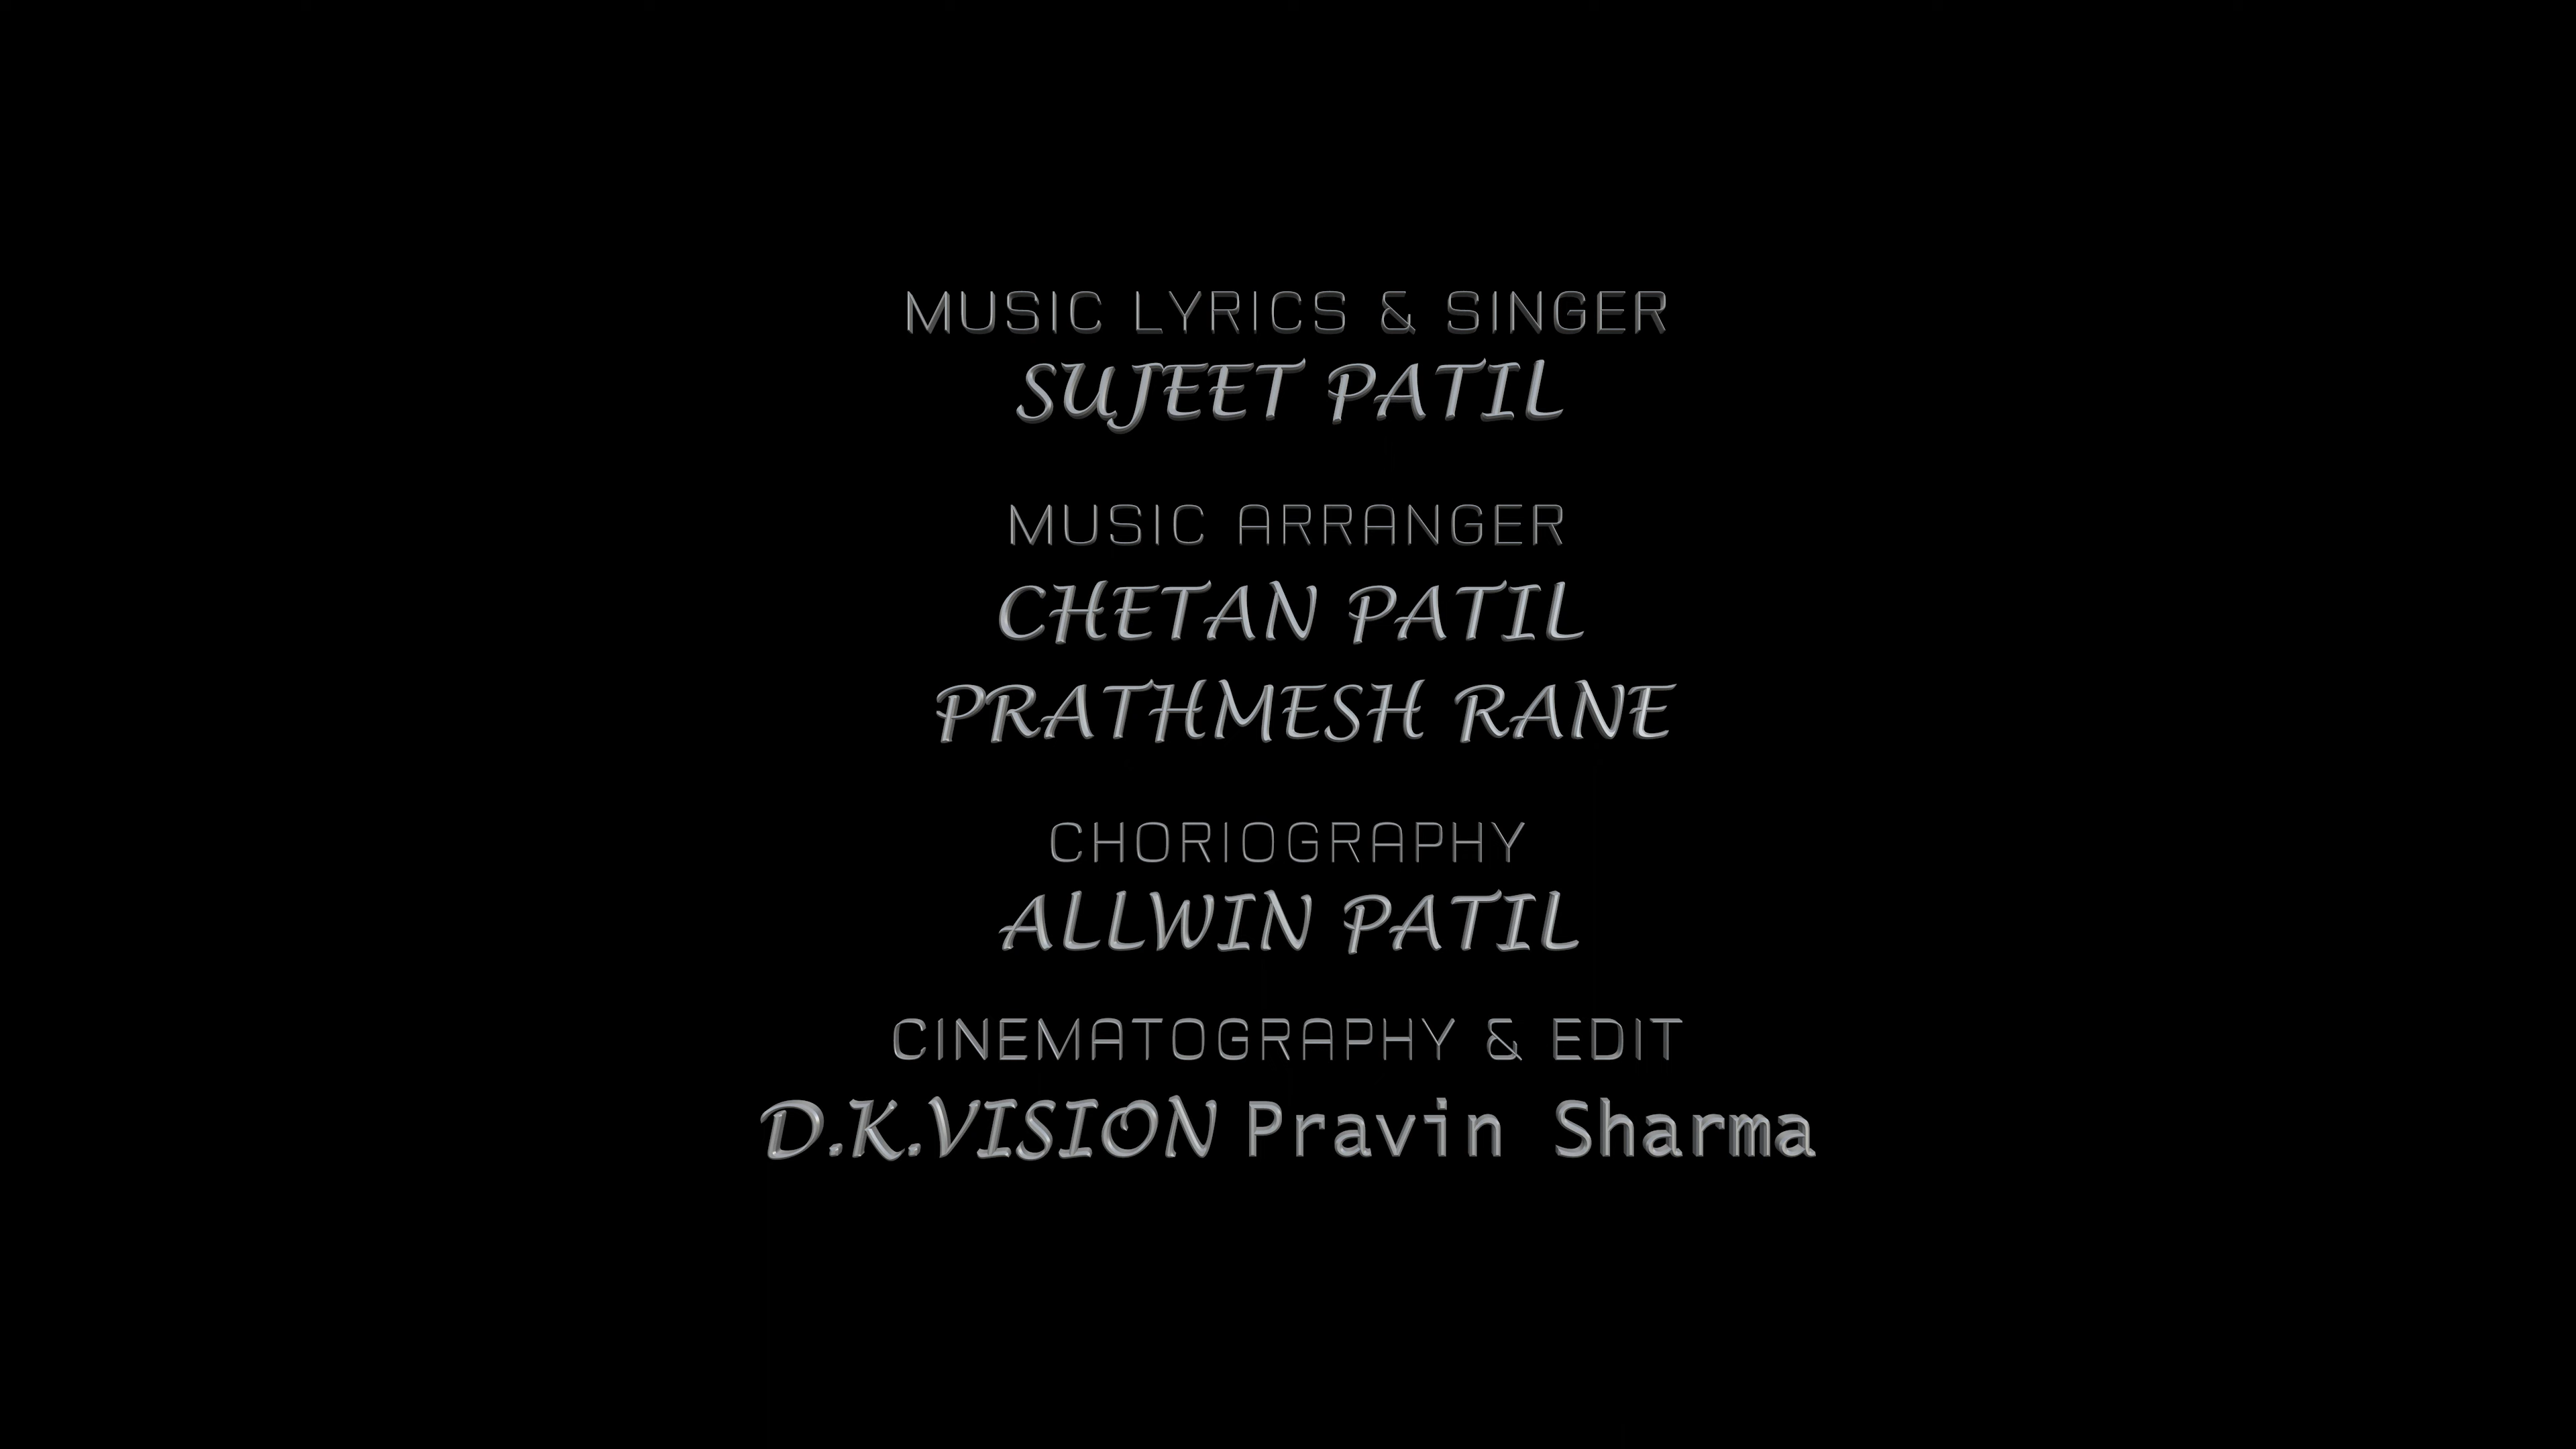 MUSIC LYRICS & SINGER
SUJEET PATIL
MUSIC ARRANGER
CHETAN PATIL
PRATHMESH RANE
CHORIOGRAPHY
ALLWIN PATIL
CINEMATOGRAPHY & EDIT
D.K.VISION Pravin Sharma